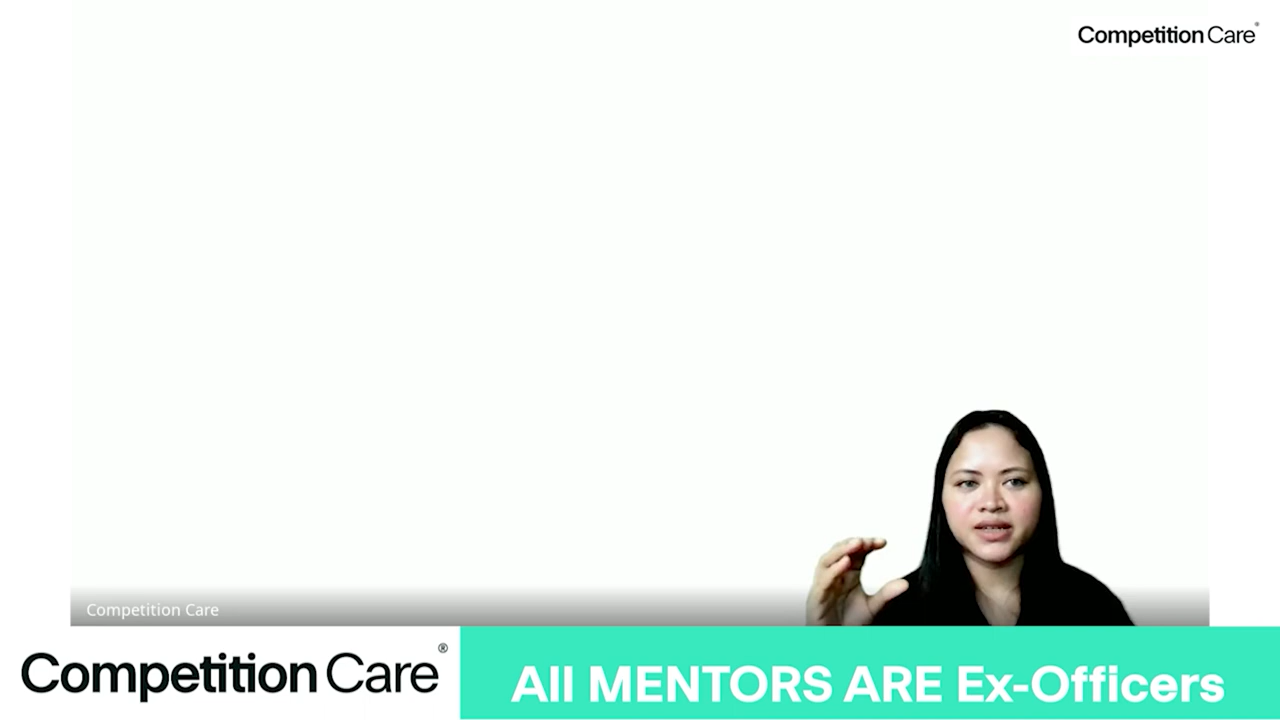 Competition Care®
Competition Care
Competition Care®
All MENTORS ARE Ex-Officers